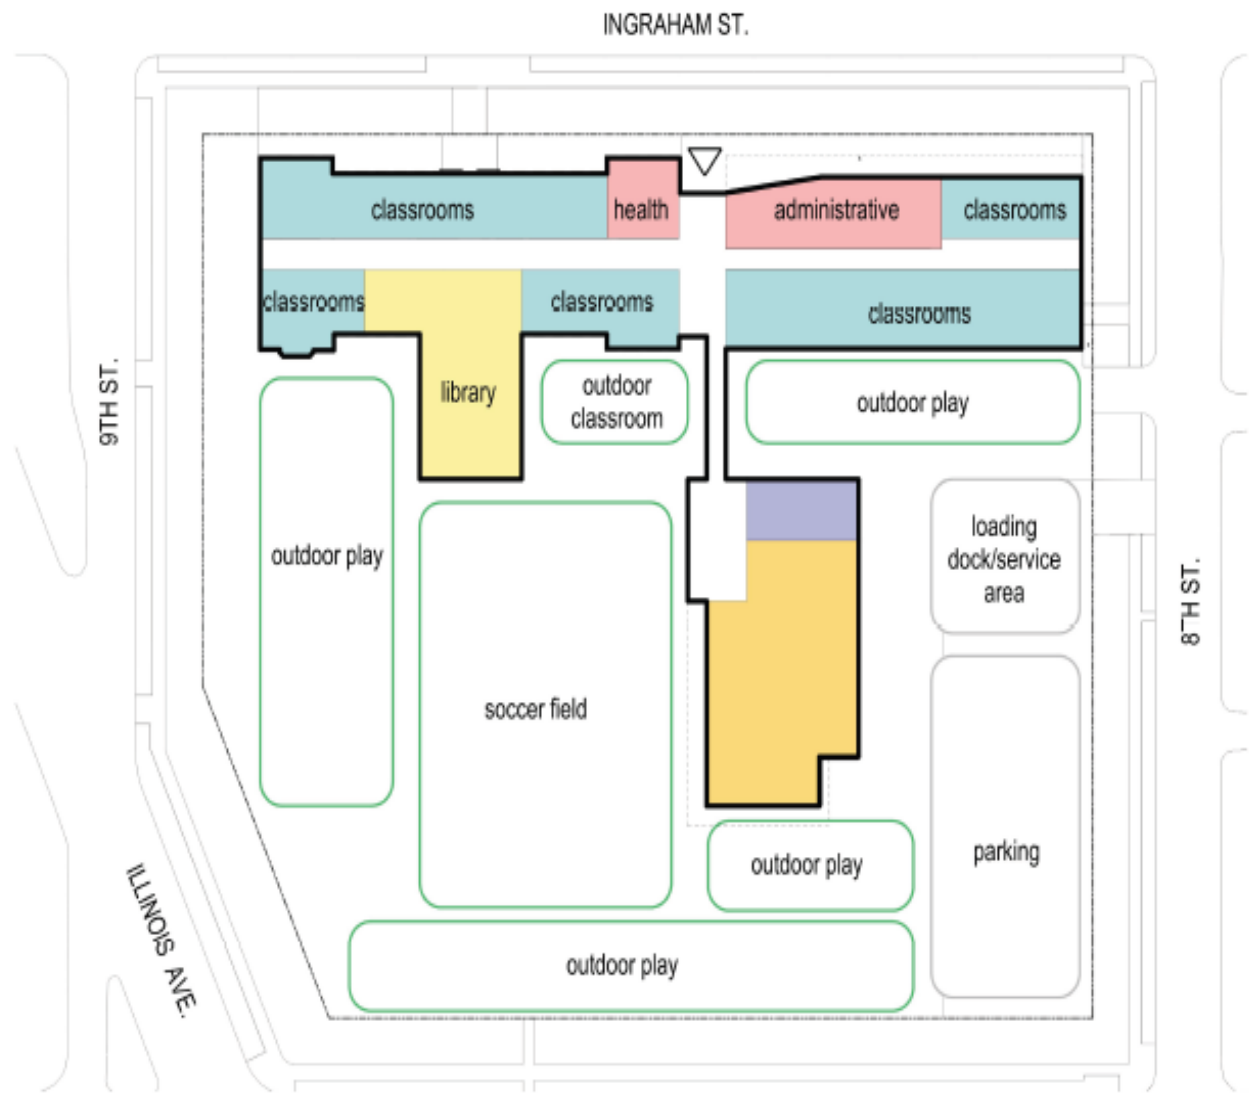 INGRAHAM ST.
classrooms
health
administrative
classrooms
classrooms
classrooms
classrooms
library
outdoor
classroom
outdoor play
9TH ST.
outdoor play
loading
dock/service
area
8TH ST.
soccer field
parking
outdoor play
ILLINOIS AVE.
outdoor play